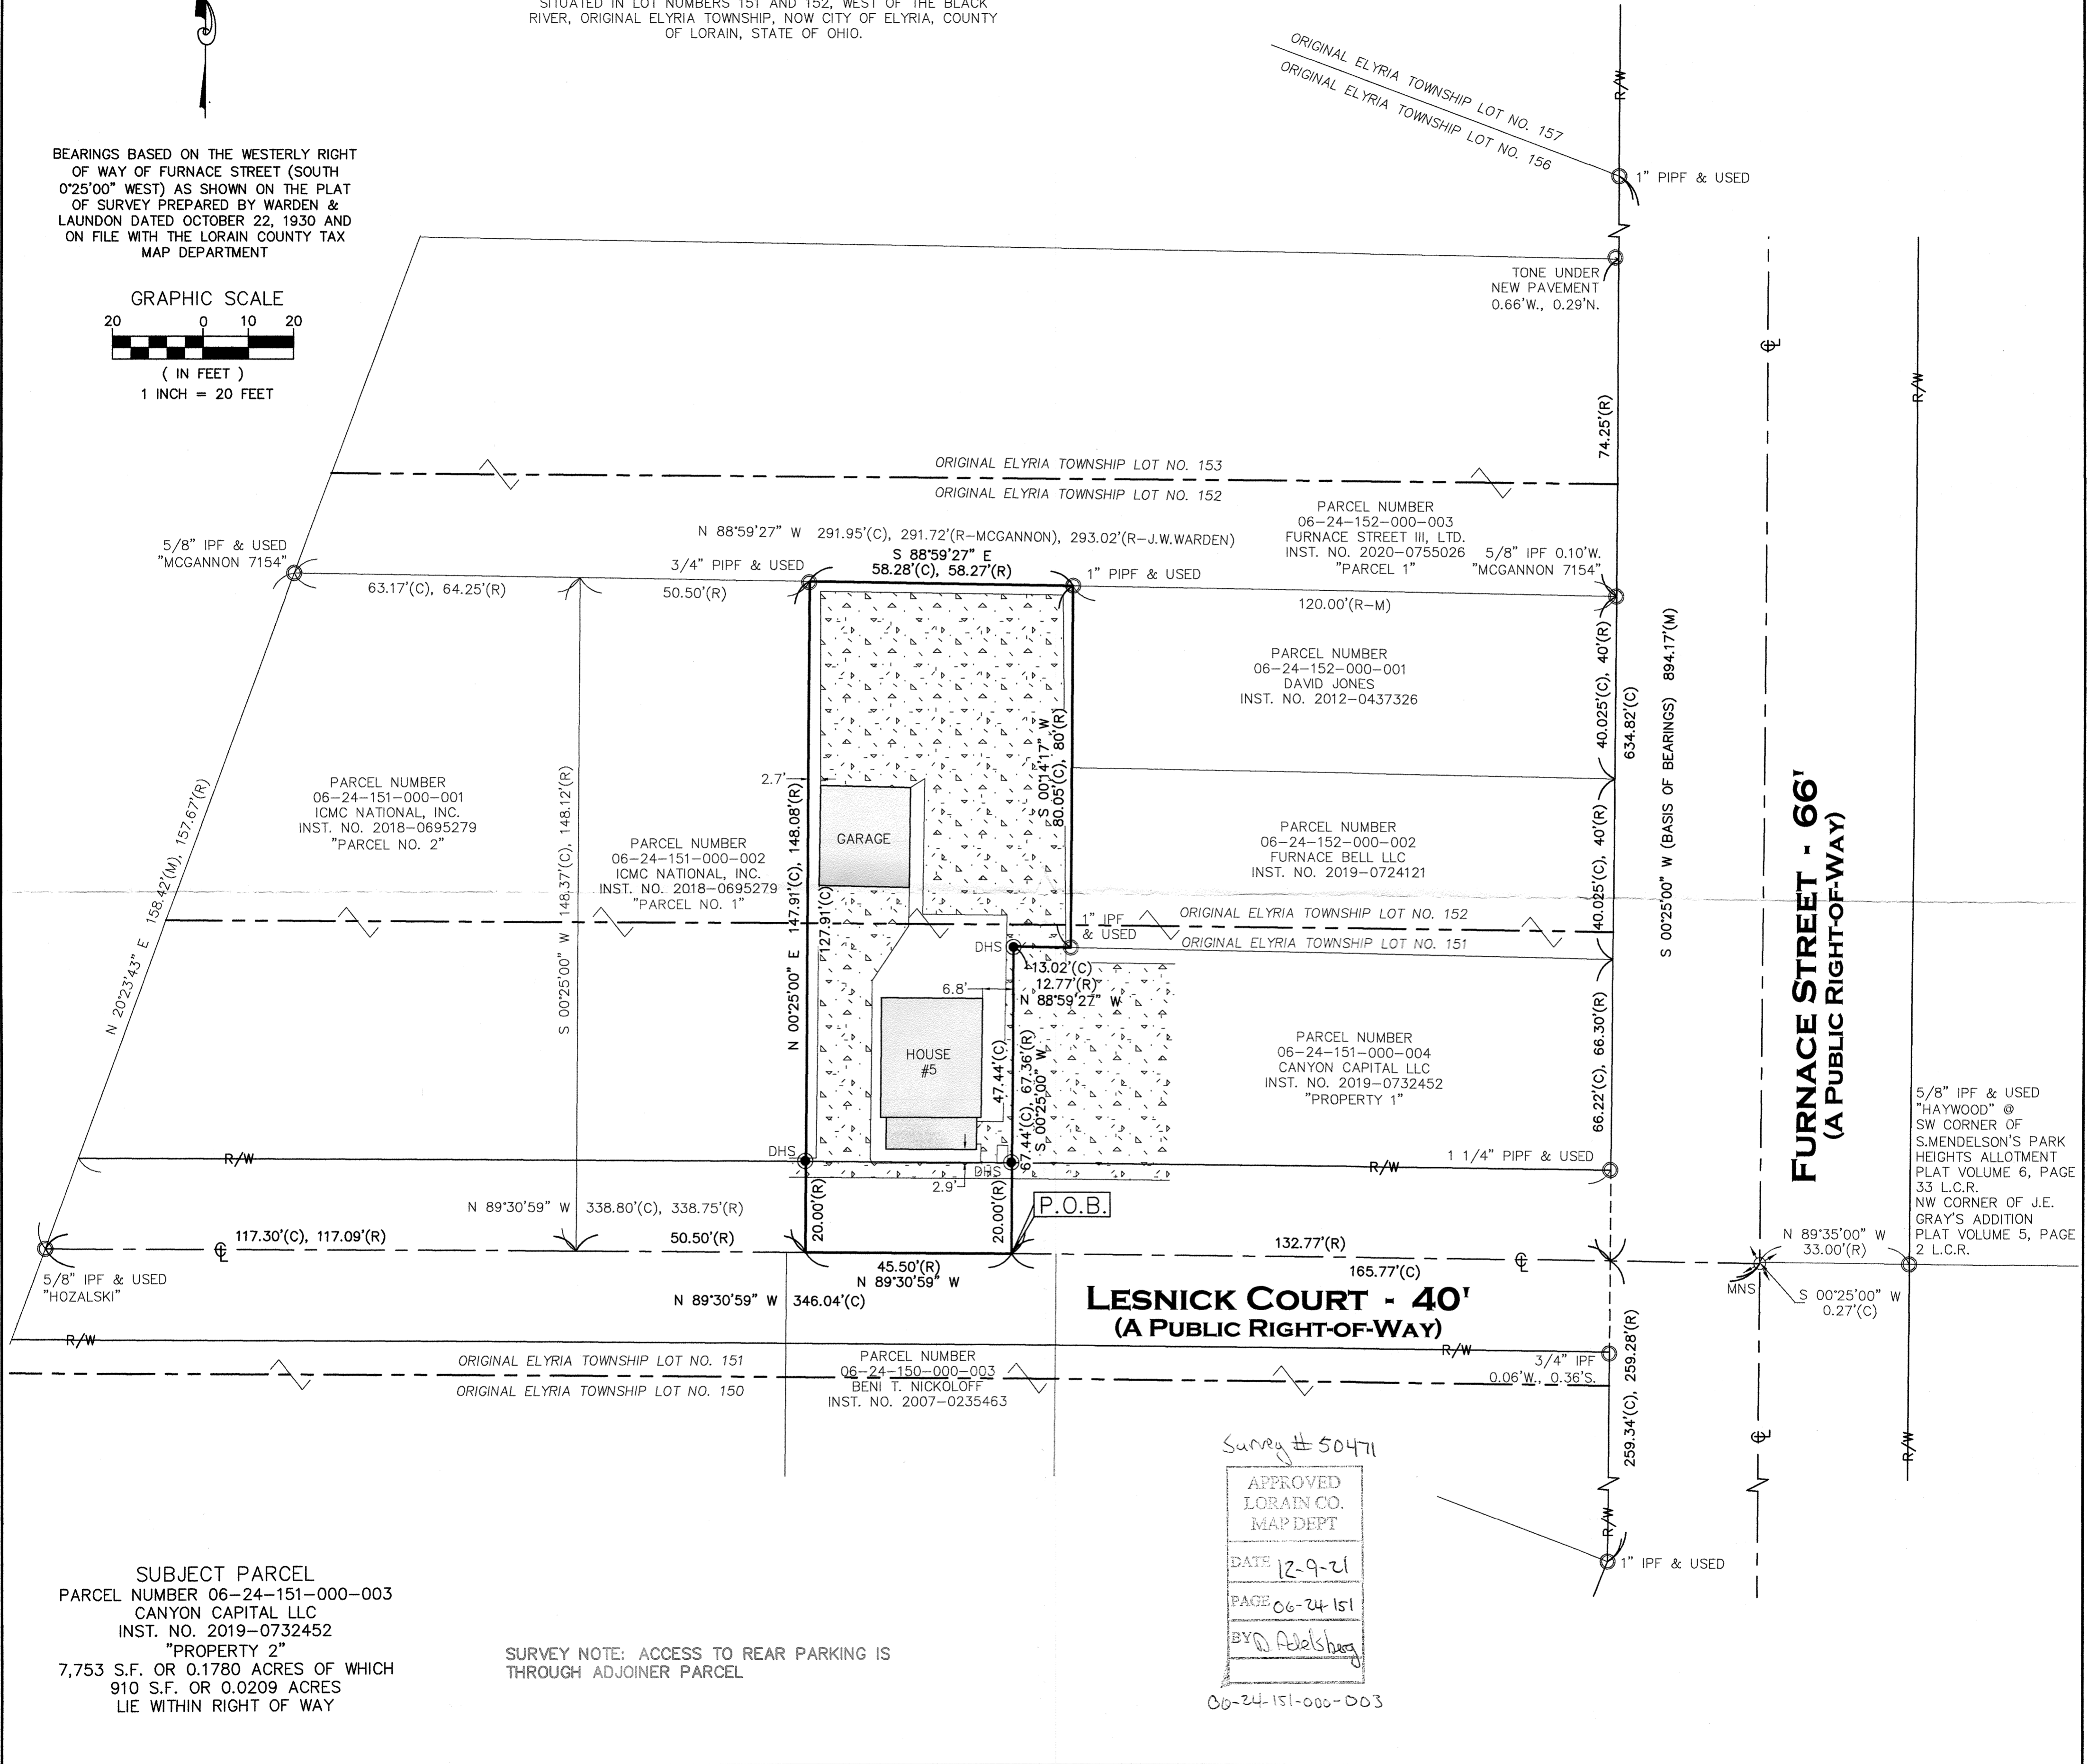 SITUATED IN LOT NUMBERS 151 AND 152, WEST OF THE BLACK
RIVER, ORIGINAL ELYRIA TOWNSHIP, NOW CITY OF ELYRIA, COUNTY
OF LORAIN, STATE OF OHIO.
BEARINGS BASED ON THE WESTERLY RIGHT
OF WAY OF FURNACE STREET (SOUTH
0°25'00" WEST) AS SHOWN ON THE PLAT
OF SURVEY PREPARED BY WARDEN &
LAUNDON DATED OCTOBER 22, 1930 AND
ON FILE WITH THE LORAIN COUNTY TAX
MAP DEPARTMENT
GRAPHIC SCALE
20 0 10 20
( IN FEET )
1 INCH = 20 FEET
ORIGINAL ELYRIA TOWNSHIP LOT NO. 157
ORIGINAL ELYRIA TOWNSHIP LOT NO. 156
R/W
1" PIPF & USED
TONE UNDER
NEW PAVEMENT
0.66'W., 0.29'N.
74.25'(R)
R/W
ORIGINAL ELYRIA TOWNSHIP LOT NO. 153
ORIGINAL ELYRIA TOWNSHIP LOT NO. 152
N 88°59'27" W 291.95'(C), 291.72'(R-MCGANNON), 293.02'(R-J.W.WARDEN)
S 88°59'27" E
58.28'(C), 58.27'(R)
PARCEL NUMBER
06-24-152-000-003
FURNACE STREET III, LTD.
INST. NO. 2020-0755026
"PARCEL 1"
5/8" IPF 0.10'W.
"MCGANNON 7154"
5/8" IPF & USED
"MCGANNON 7154"
3/4" PIPF & USED
1" PIPF & USED
63.17'(C), 64.25'(R)
50.50'(R)
120.00'(R-M)
PARCEL NUMBER
06-24-152-000-001
DAVID JONES
INST. NO. 2012-0437326
40.025'(C), 40'(R)
634.82'(C)
S 00°25'00" W (BASIS OF BEARINGS) 894.17'(M)
N 20°23'43" E 158.42'(M), 157.67'(R)
PARCEL NUMBER
06-24-151-000-001
ICMC NATIONAL, INC.
INST. NO. 2018-0695279
"PARCEL NO. 2"
S 00°25'00" W 148.37'(C), 148.12'(R)
PARCEL NUMBER
06-24-151-000-002
ICMC NATIONAL, INC.
INST. NO. 2018-0695279
"PARCEL NO. 1"
2.7'
N 00°25'00" E 147.91'(C), 148.08'(R)
127.91'(C)
GARAGE
S 00°14'17" W
80.05'(C), 80'(R)
PARCEL NUMBER
06-24-152-000-002
FURNACE BELL LLC
INST. NO. 2019-0724121
40.025'(C), 40'(R)
1" IPF
& USED
ORIGINAL ELYRIA TOWNSHIP LOT NO. 152
ORIGINAL ELYRIA TOWNSHIP LOT NO. 151
DHS
13.02'(C)
12.77'(R)
N 88°59'27" W
6.8'
HOUSE
#5
47.44'(C)
67.44'(C), 67.36'(R)
S 00°25'00" W
PARCEL NUMBER
06-24-151-000-004
CANYON CAPITAL LLC
INST. NO. 2019-0732452
"PROPERTY 1"
66.22'(C), 66.30'(R)
FURNACE STREET - 66'
(A PUBLIC RIGHT-OF-WAY)
5/8" IPF & USED
"HAYWOOD" @
SW CORNER OF
S.MENDELSON'S PARK
HEIGHTS ALLOTMENT
PLAT VOLUME 6, PAGE
33 L.C.R.
NW CORNER OF J.E.
GRAY'S ADDITION
PLAT VOLUME 5, PAGE
2 L.C.R.
R/W
DHS
DHS
2.9'
R/W
1 1/4" PIPF & USED
N 89°30'59" W 338.80'(C), 338.75'(R)
20.00'(R)
20.00'(R)
P.O.B.
117.30'(C), 117.09'(R)
50.50'(R)
45.50'(R)
N 89°30'59" W
132.77'(R)
165.77'(C)
N 89°35'00" W
33.00'(R)
MNS
S 00°25'00" W
0.27'(C)
5/8" IPF & USED
"HOZALSKI"
N 89°30'59" W 346.04'(C)
LESNICK COURT - 40'
(A PUBLIC RIGHT-OF-WAY)
R/W
R/W
3/4" IPF
0.06'W., 0.36'S.
259.34'(C), 259.28'(R)
ORIGINAL ELYRIA TOWNSHIP LOT NO. 151
ORIGINAL ELYRIA TOWNSHIP LOT NO. 150
PARCEL NUMBER
06-24-150-000-003
BENI T. NICKOLOFF
INST. NO. 2007-0235463
R/W
R/W
1" IPF & USED
Survey # 50471
APPROVED
LORAIN CO.
MAP DEPT
DATE 12-9-21
PAGE 06-24-151
BY D. Adelsberg
06-24-151-000-003
SUBJECT PARCEL
PARCEL NUMBER 06-24-151-000-003
CANYON CAPITAL LLC
INST. NO. 2019-0732452
"PROPERTY 2"
7,753 S.F. OR 0.1780 ACRES OF WHICH
910 S.F. OR 0.0209 ACRES
LIE WITHIN RIGHT OF WAY
SURVEY NOTE: ACCESS TO REAR PARKING IS
THROUGH ADJOINER PARCEL